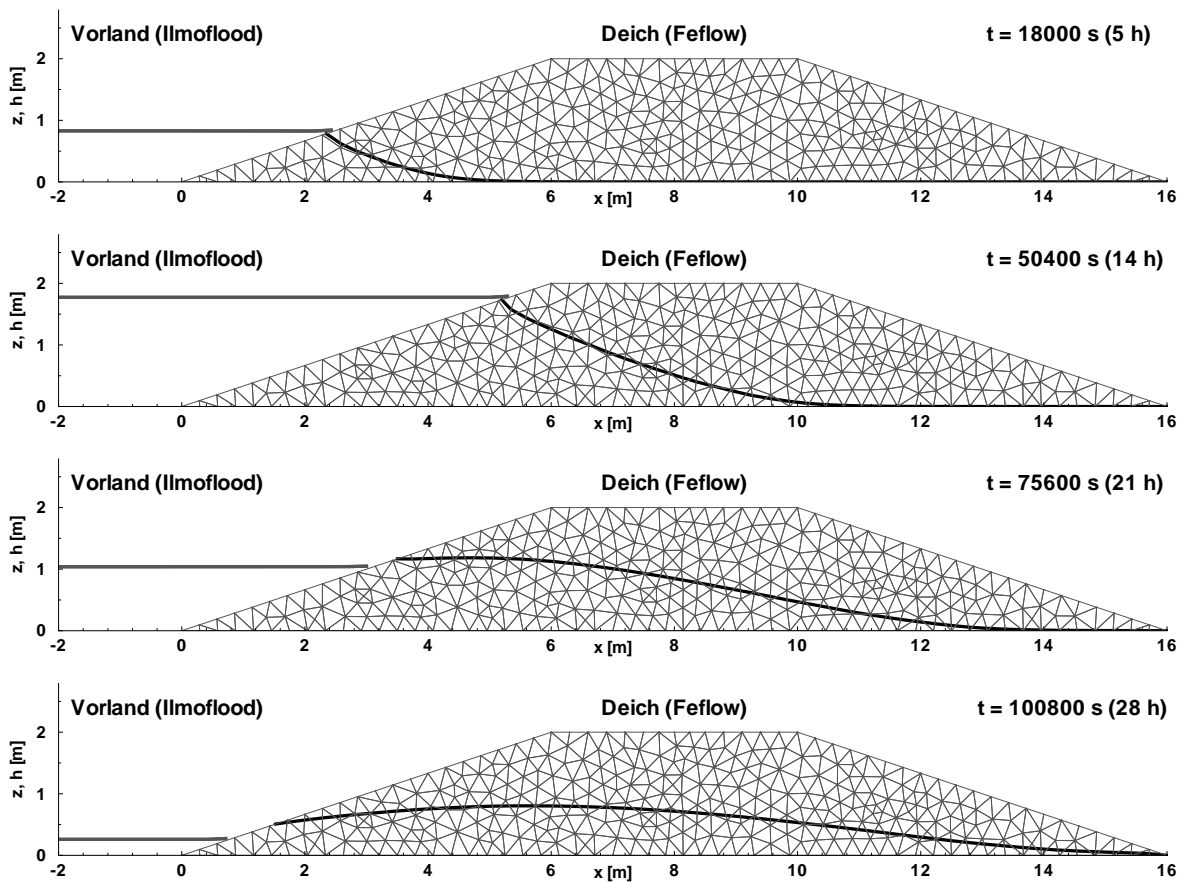 Vorland (Ilmoflood) Deich (Feflow) t = 18000 s (5 h)
z, h [m]
2
1
0
-2 0 2 4 6 8 10 12 14 16
x [m]
Vorland (Ilmoflood) Deich (Feflow) t = 50400 s (14 h)
z, h [m]
2
1
0
-2 0 2 4 6 8 10 12 14 16
x [m]
Vorland (Ilmoflood) Deich (Feflow) t = 75600 s (21 h)
z, h [m]
2
1
0
-2 0 2 4 6 8 10 12 14 16
x [m]
Vorland (Ilmoflood) Deich (Feflow) t = 100800 s (28 h)
z, h [m]
2
1
0
-2 0 2 4 6 8 10 12 14 16
x [m]